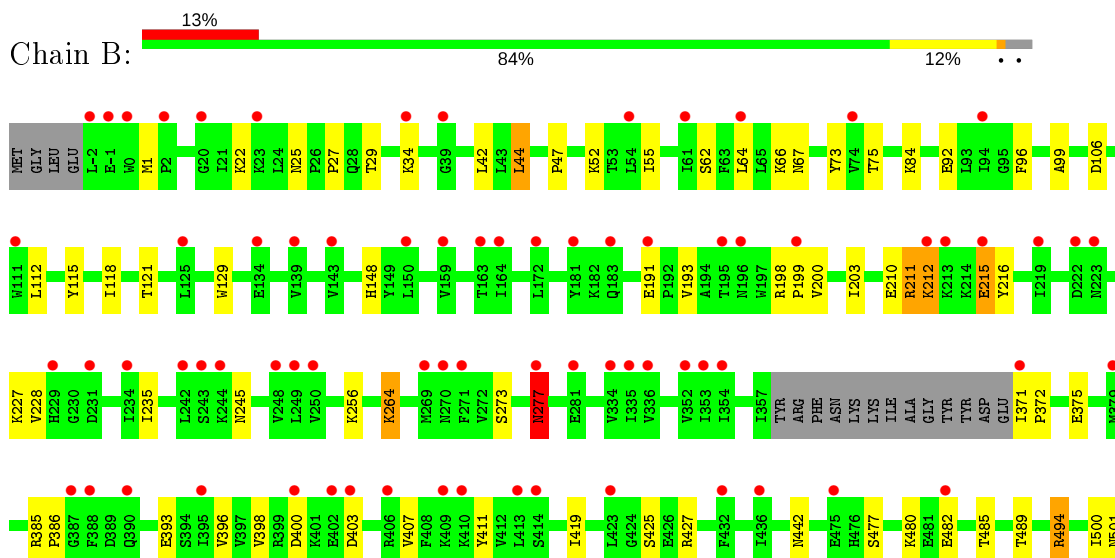 13%
Chain B:
84% 12% • •
MET GLY LEU GLU L-2 E-1 W0 M1 P2 G20 I21 K22 K23 L24 N25 P26 P27 Q28 T29 K34 G39 L42 L43 L44 P47 K52 T53 L54 I55 I61 S62 F63 L64 L65 K66 N67 Y73 V74 T75 K84 E92 L93 I94 G95 F96 A99 D106
W111 L112 Y115 I118 T121 L125 W129 E134 V139 V143 H148 Y149 L150 V159 T163 I164 L172 Y181 K182 Q183 E191 P192 V193 A194 T195 N196 W197 R198 P199 V200 I203 E210 R211 K212 K213 K214 E215 Y216 I219 D222 N223
K227 V228 H229 G230 D231 I234 I235 L242 S243 K244 N245 V248 L249 V250 K256 K264 M269 N270 F271 V272 S273 N277 E281 V334 I335 V336 V352 I353 I354 I357 TYR ARG PHE ASN LYS LYS ILE ALA GLY TYR TYR ASP GLU I371 P372 E375 M379
R385 P386 G387 F388 D389 Q390 E393 S394 I395 V396 V397 V398 R399 D400 K401 E402 D403 R406 V407 F408 K409 K410 Y411 V412 L413 S414 I419 L423 G424 S425 E426 R427 F432 I436 N442 E475 H476 S477 K480 E481 E482 T485 T489 R494 I500